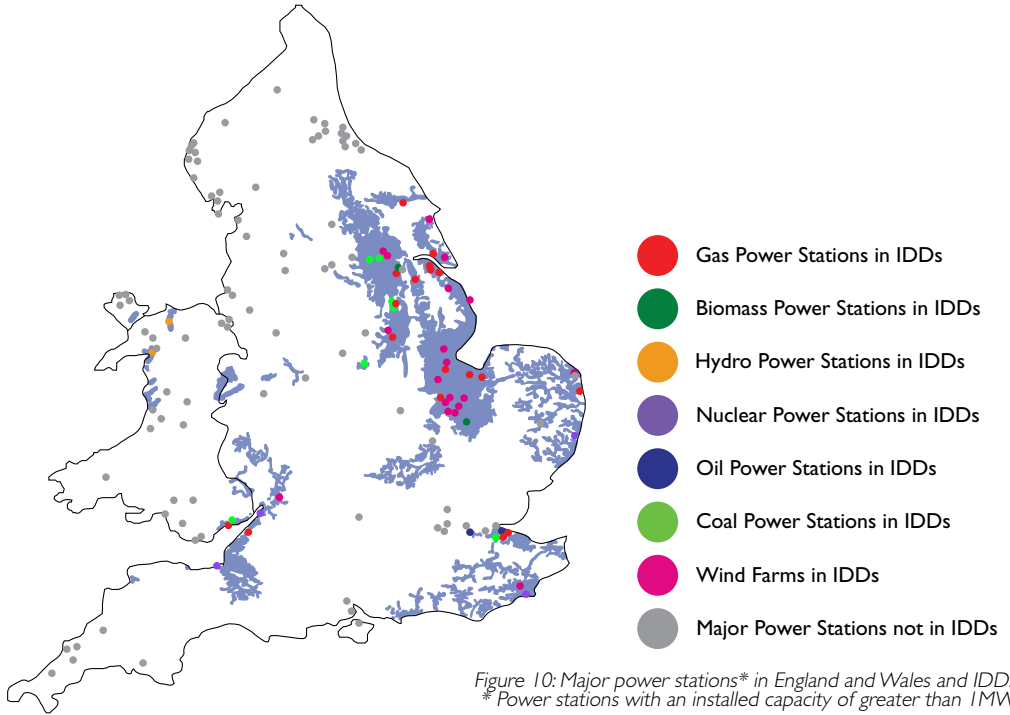 Gas Power Stations in IDDs
Biomass Power Stations in IDDs
Hydro Power Stations in IDDs
Nuclear Power Stations in IDDs
Oil Power Stations in IDDs
Coal Power Stations in IDDs
Wind Farms in IDDs
Major Power Stations not in IDDs
Figure 10: Major power stations* in England and Wales and IDD
* Power stations with an installed capacity of greater than 1MW